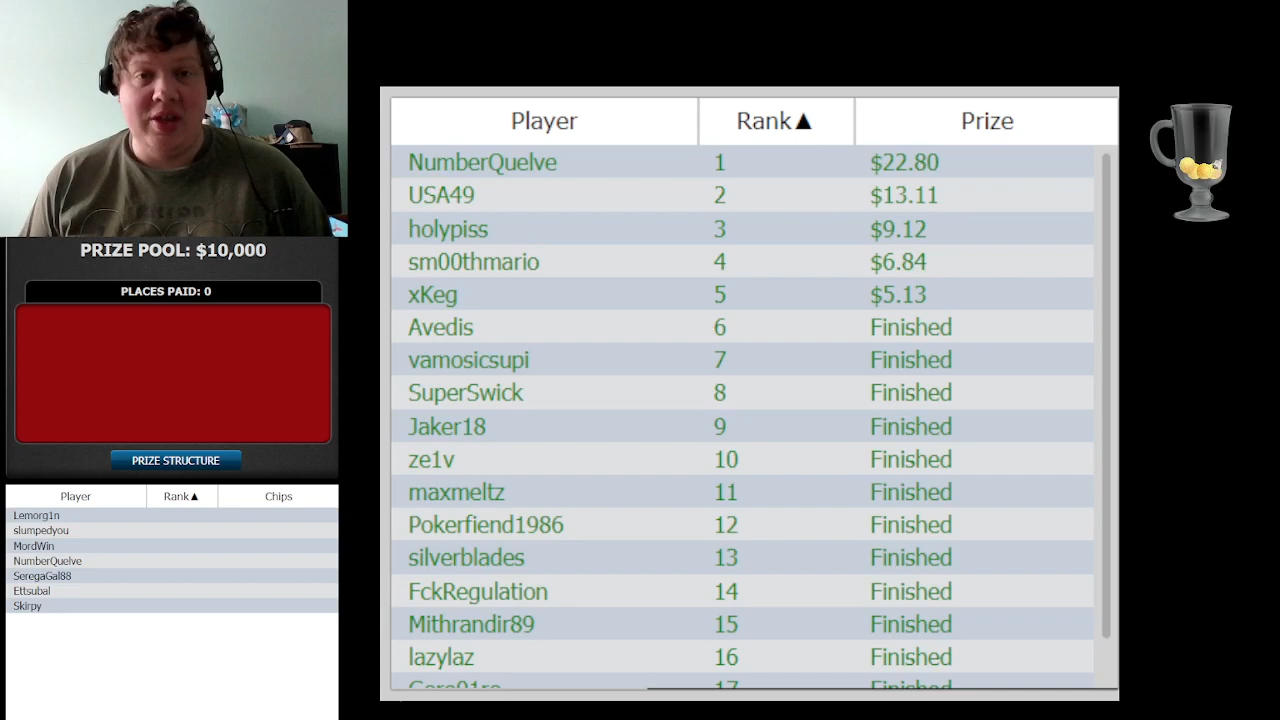 PRIZE POOL: $10,000
PLACES PAID: 0
PRIZE STRUCTURE
Player Rank▲ Chips
Lemorg1n
slumpedyou
MordWin
NumberQuelve
SeregaGal88
Ettsubal
Skirpy
Player Rank▲ Prize
NumberQuelve 1 $22.80
USA49 2 $13.11
holypiss 3 $9.12
sm00thmario 4 $6.84
xKeg 5 $5.13
Avedis 6 Finished
vamosicsupi 7 Finished
SuperSwick 8 Finished
Jaker18 9 Finished
ze1v 10 Finished
maxmeltz 11 Finished
Pokerfiend1986 12 Finished
silverblades 13 Finished
FckRegulation 14 Finished
Mithrandir89 15 Finished
lazylaz 16 Finished
17 Finished